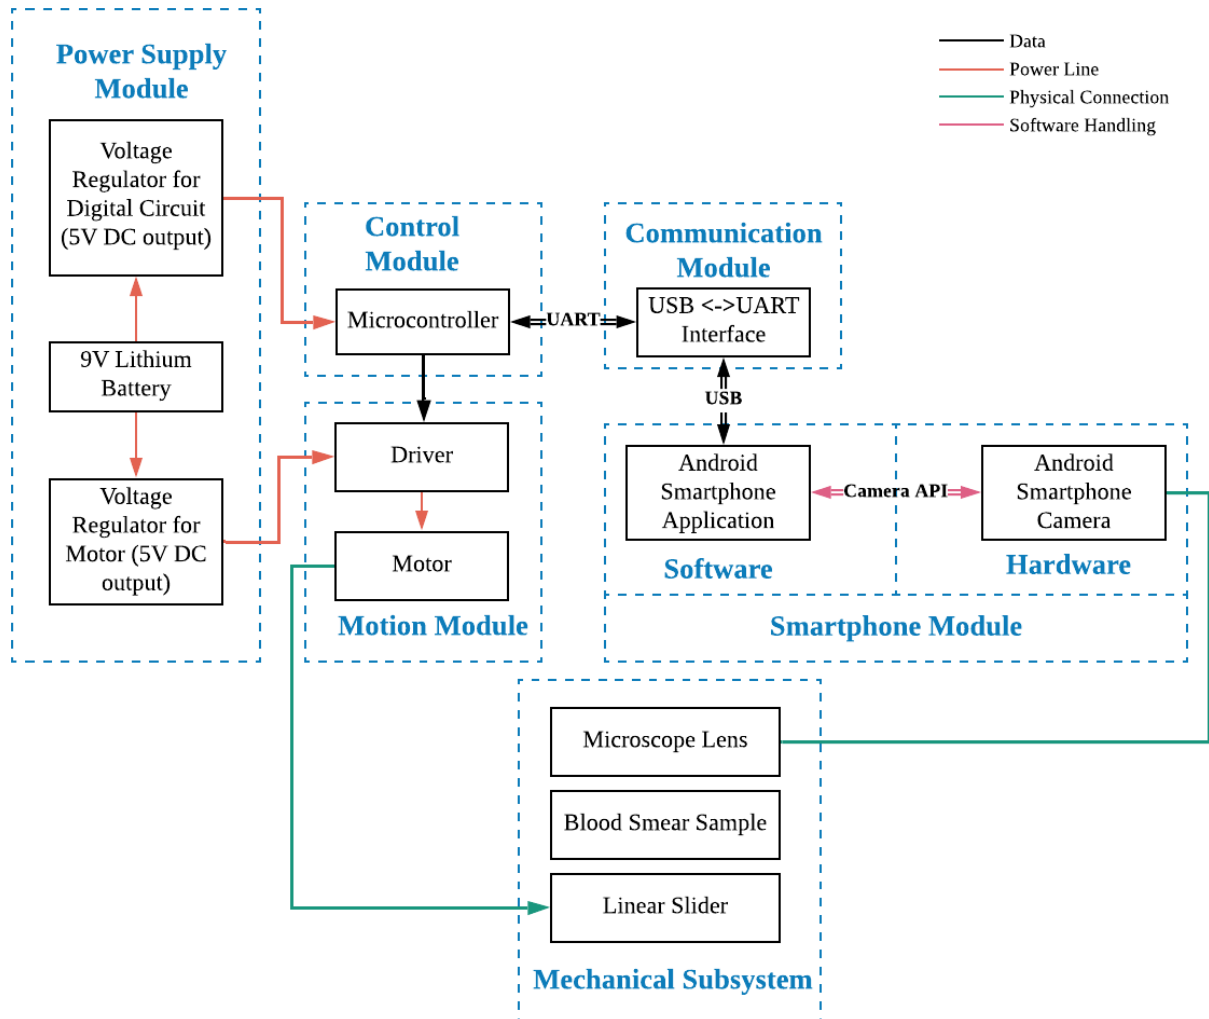 Power Supply
Module
Voltage
Regulator for
Digital Circuit
(5V DC output)
9V Lithium
Battery
Voltage
Regulator for
Motor (5V DC
output)
Control
Module
Microcontroller
UART
Communication
Module
USB <->UART
Interface
USB
Driver
Motor
Motion Module
Android
Smartphone
Application
Software
Camera API
Android
Smartphone
Camera
Hardware
Smartphone Module
Microscope Lens
Blood Smear Sample
Linear Slider
Mechanical Subsystem
Data
Power Line
Physical Connection
Software Handling